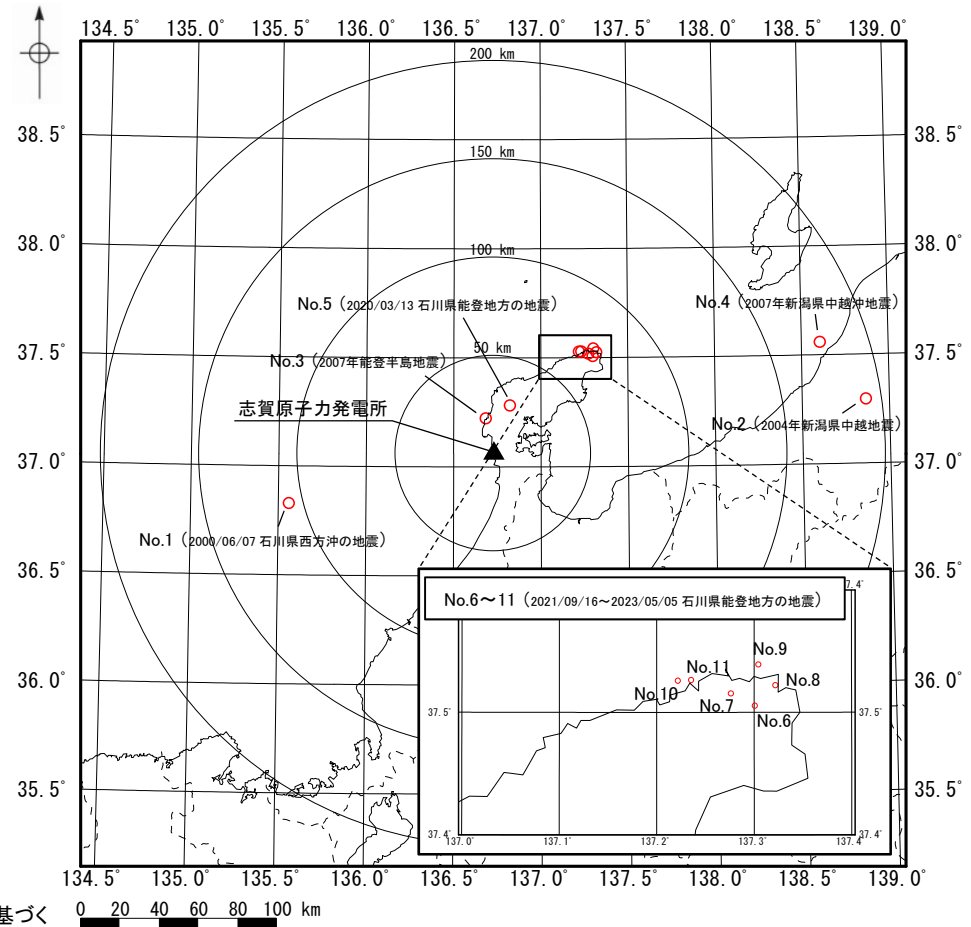 134.5° 135.0° 135.5° 136.0° 136.5° 137.0° 137.5° 138.0° 138.5° 139.0°
200 km
38.5° 38.5°
150 km
38.0° 38.0°
100 km
No.5（2020/03/13 石川県能登地方の地震）
No.4（2007年新潟県中越沖地震）
37.5° 37.5°
50 km
No.3（2007年能登半島地震）
志賀原子力発電所
No.2（2004年新潟県中越地震）
37.0° 37.0°
No.1（2000/06/07 石川県西方沖の地震）
36.5° 36.5°
137.4°
37.4°
No.6～11（2021/09/16～2023/05/05 石川県能登地方の地震）
No.9
No.11
No.8
36.0° 36.0°
No.10
No.7
No.6
37.5° 37.5°
35.5° 35.5°
37.4° 37.4°
137.0° 137.1° 137.2° 137.3° 137.4°
134.5° 135.0° 135.5° 136.0° 136.5° 137.0° 137.5° 138.0° 138.5° 139.0°
基づく
0 20 40 60 80 100 km